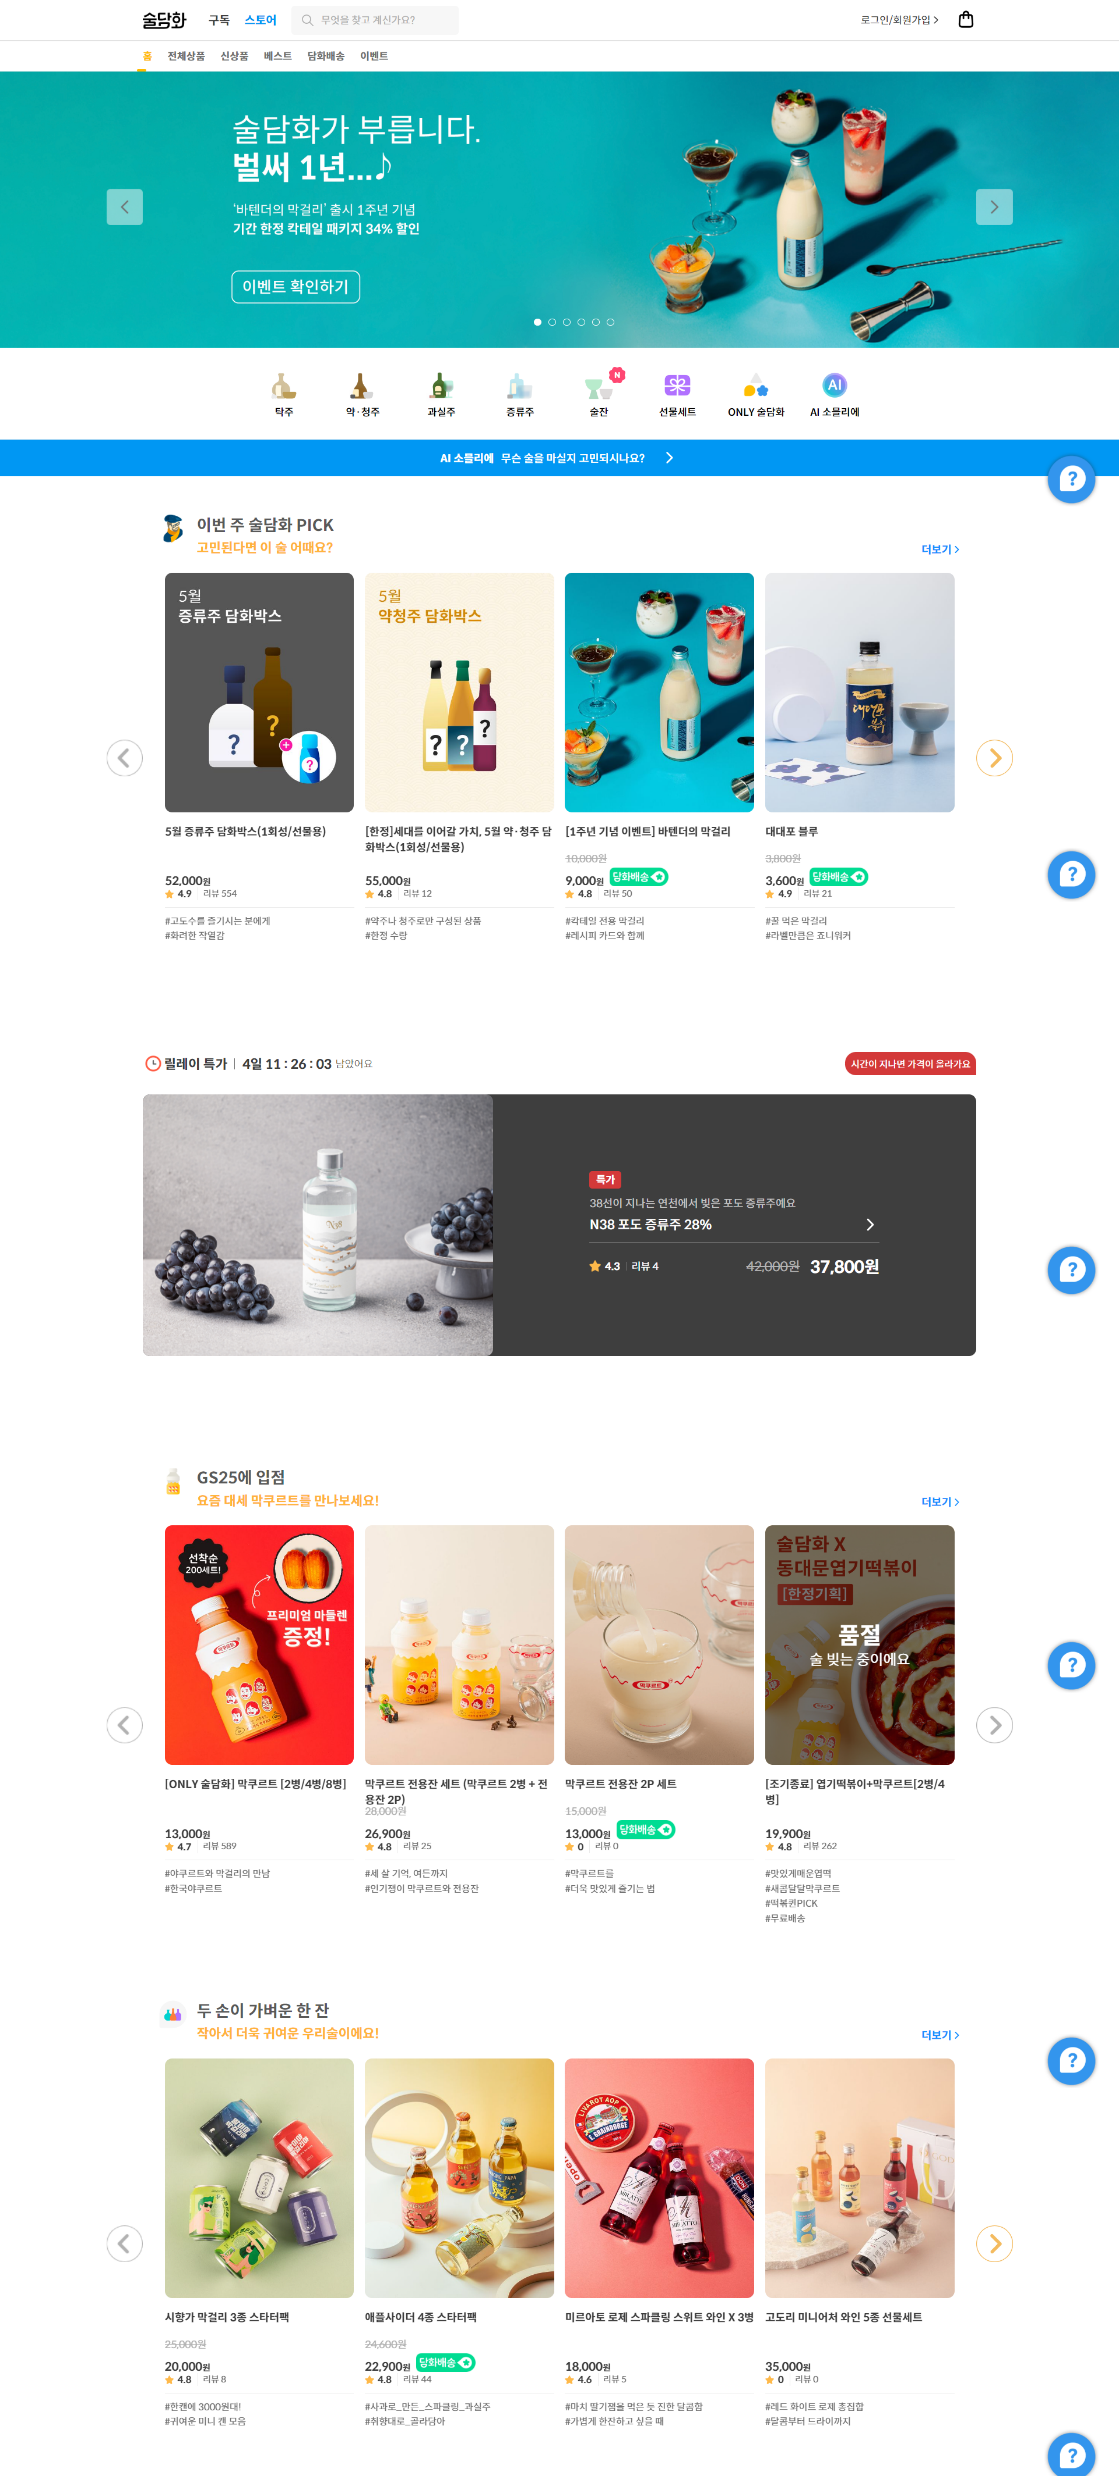 술담화 구독 스토어 무엇을 찾고 계신가요? 로그인/회원가입 >
홈 전체상품 신상품 베스트 담화배송 이벤트
술담화가 부릅니다.
벌써 1년...♪
'바텐더의 막걸리' 출시 1주년 기념
기간 한정 칵테일 패키지 34% 할인
이벤트 확인하기
N
AI
탁주 약·청주 과실주 증류주 술잔 선물세트 ONLY 술담화 AI 소믈리에
AI 소믈리에 무슨 술을 마실지 고민되시나요?
이번 주 술담화 PICK
고민된다면 이 술 어때요?
더보기 >
5월
증류주 담화박스
5월
약청주 담화박스
5월 증류주 담화박스(1회성/선물용)
52,000원
4.9 리뷰 554
#고도수를 즐기시는 분에게
#화려한 작열감
[한정]세대를 이어갈 가치, 5월 약·청주 담
화박스(1회성/선물용)
55,000원
4.8 리뷰 12
#약주나 청주로만 구성된 상품
#한정 수량
[1주년 기념 이벤트] 바텐더의 막걸리
10,000원
9,000원 담화배송
4.8 리뷰 50
#칵테일 전용 막걸리
#레시피 카드와 함께
대대포 블루
3,800원
3,600원 담화배송
4.9 리뷰 21
#꿀 먹은 막걸리
#라벨만큼은 죠니워커
릴레이 특가 | 4일 11 : 26 : 03 남았어요
시간이 지나면 가격이 올라가요
N38
특가
38선이 지나는 연천에서 빚은 포도 증류주예요
N38 포도 증류주 28%
4.3 리뷰 4 42,000원 37,800원
GS25에 입점
요즘 대세 막쿠르트를 만나보세요!
더보기 >
선착순
200세트!
프리미엄 마들렌
증정!
막쿠르트
술담화 X
동대문엽기떡볶이
[한정기획]
품절
술 빚는 중이에요
[ONLY 술담화] 막쿠르트 [2병/4병/8병]
13,000원
4.7 리뷰 589
#야쿠르트와 막걸리의 만남
#한국야쿠르트
막쿠르트 전용잔 세트 (막쿠르트 2병 + 전
용잔 2P)
28,000원
26,900원
4.8 리뷰 25
#세 살 기억, 여든까지
#인기쟁이 막쿠르트와 전용잔
막쿠르트 전용잔 2P 세트
15,000원
13,000원 담화배송
0 리뷰 0
#막쿠르트를
#더욱 맛있게 즐기는 법
[조기종료] 엽기떡볶이+막쿠르트[2병/4
병]
19,900원
4.8 리뷰 262
#맛있게매운엽떡
#새콤달달막쿠르트
#떡볶퀸PICK
#무료배송
두 손이 가벼운 한 잔
작아서 더욱 귀여운 우리술이에요!
더보기 >
LIVAROT AOP
E. GRAINDORGE
시향가 막걸리 3종 스타터팩
25,000원
20,000원
4.8 리뷰 8
#한캔에 3000원대!
#귀여운 미니 캔 모음
애플사이더 4종 스타터팩
24,600원
22,900원 담화배송
4.8 리뷰 44
#사과로_만든_스파클링_과실주
#취향대로_골라담아
미르아토 로제 스파클링 스위트 와인 X 3병
18,000원
4.6 리뷰 5
#마치 딸기잼을 먹은 듯 진한 달콤함
#가볍게 한잔하고 싶을 때
고도리 미니어처 와인 5종 선물세트
35,000원
0 리뷰 0
#레드 화이트 로제 총집합
#달콤부터 드라이까지